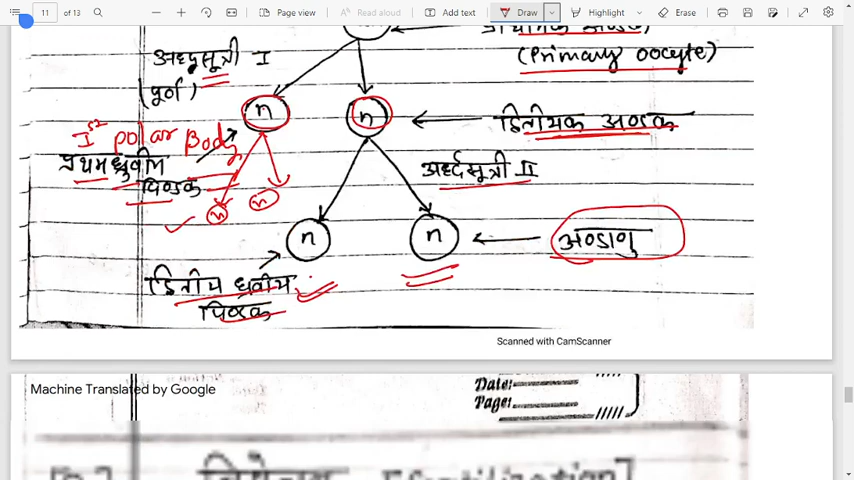 11 of 13 Page view Read aloud Add text Draw Highlight Erase
(Primary oocyte)
अर्द्धसूत्री I
(पूर्ण)
n n
द्वितीयक अण्डक
Ist polar Body
प्रथम ध्रुवीय
पिण्डक
अर्द्धसूत्री II
n n
n n
अण्डाणु
द्वितीय ध्रुवीय
पिण्डक
Scanned with CamScanner
Machine Translated by Google
Date:
Page: